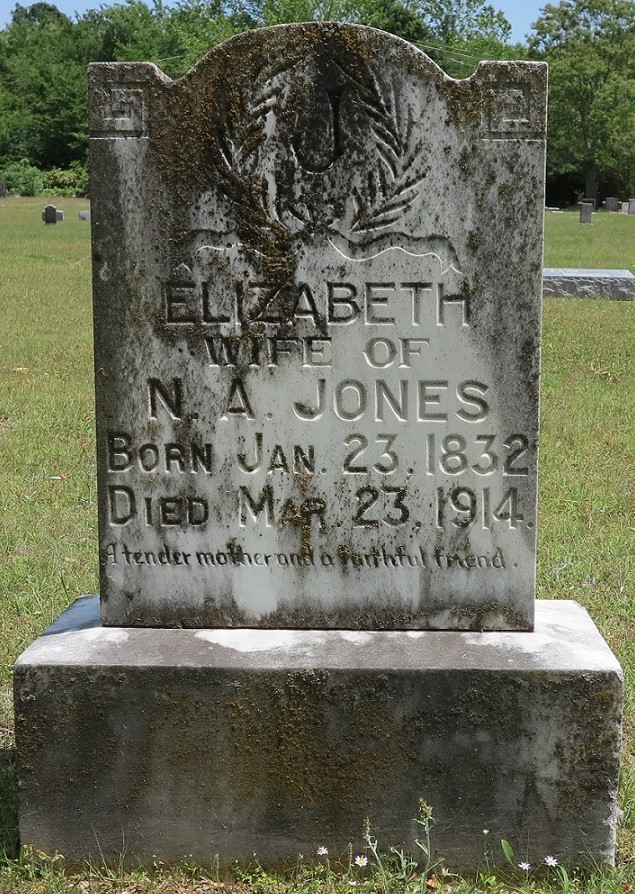 J
ELIZABETH
WIFE OF
N. A. JONES
BORN JAN. 23, 1832
DIED MAR. 23, 1914.
A tender mother and a faithful friend.